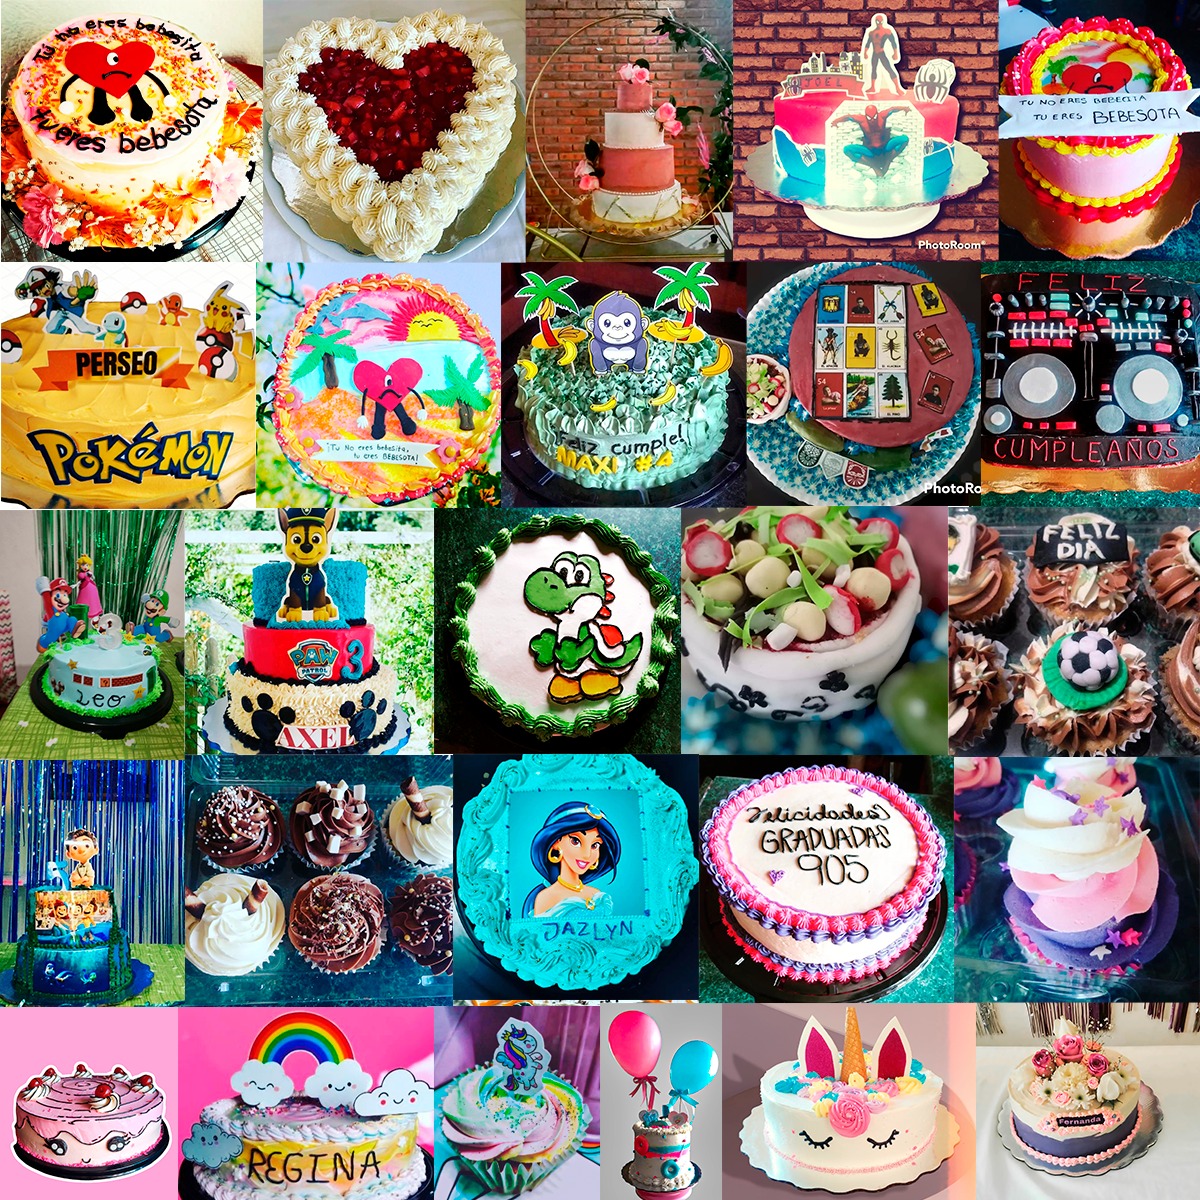 Tú no eres bebesita
tu eres bebesota
PhotoRoom
TU NO ERES BEBECITA
TU ERES BEBESOTA
PERSEO
POKéMON
¡Tu No eres bebesita,
tu eres BEBESOTA!
Feliz cumple!
MAXI #4
54
PhotoRo
FELIZ
CUMPLEAÑOS
LEO
PAW
PATROL
3
AXEL
FELIZ
DIA
JAZLYN
Felicidades
GRADUADAS
905
REGINA
Fernanda